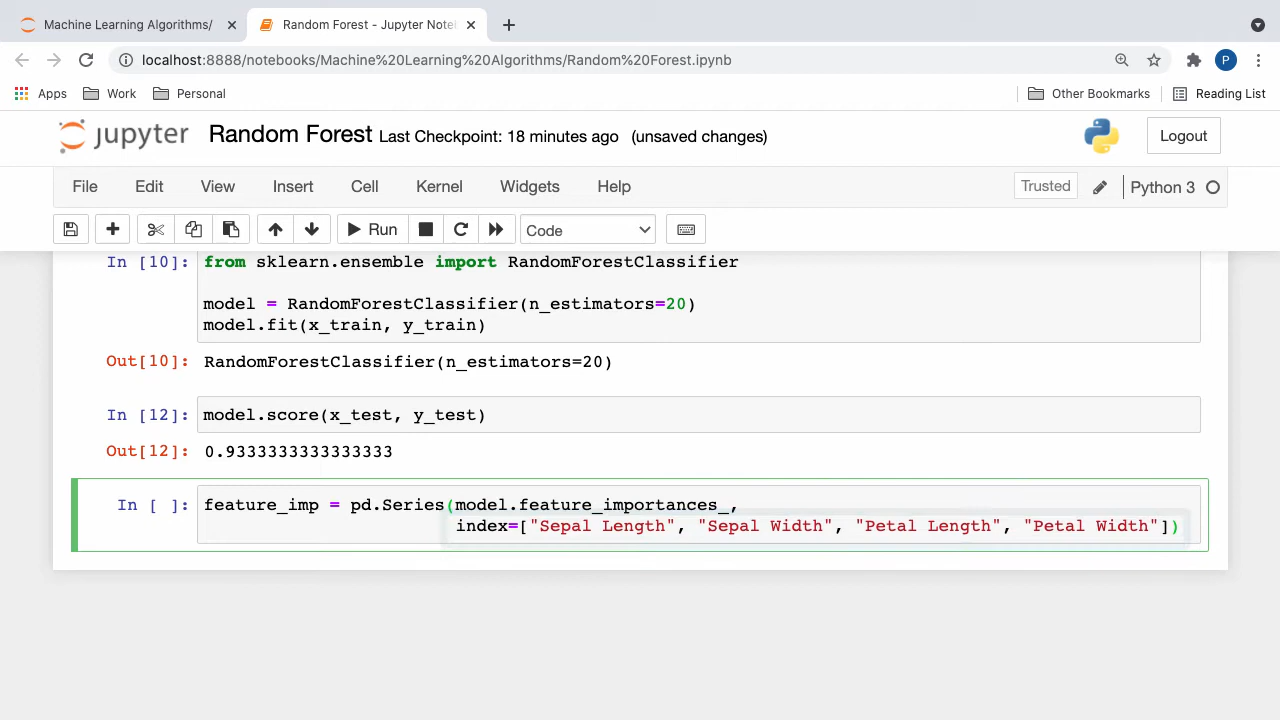 Machine Learning Algorithms/
Random Forest - Jupyter Note
localhost:8888/notebooks/Machine%20Learning%20Algorithms/Random%20Forest.ipynb
P
Apps Work Personal Other Bookmarks Reading List
jupyter Random Forest Last Checkpoint: 18 minutes ago (unsaved changes) Logout
File Edit View Insert Cell Kernel Widgets Help Trusted Python 3
Run Code
In [10]: from sklearn.ensemble import RandomForestClassifier
model = RandomForestClassifier(n_estimators=20)
model.fit(x_train, y_train)
Out[10]: RandomForestClassifier(n_estimators=20)
In [12]: model.score(x_test, y_test)
Out[12]: 0.9333333333333333
In [ ]: feature_imp = pd.Series(model.feature_importances_,
index=["Sepal Length", "Sepal Width", "Petal Length", "Petal Width"])